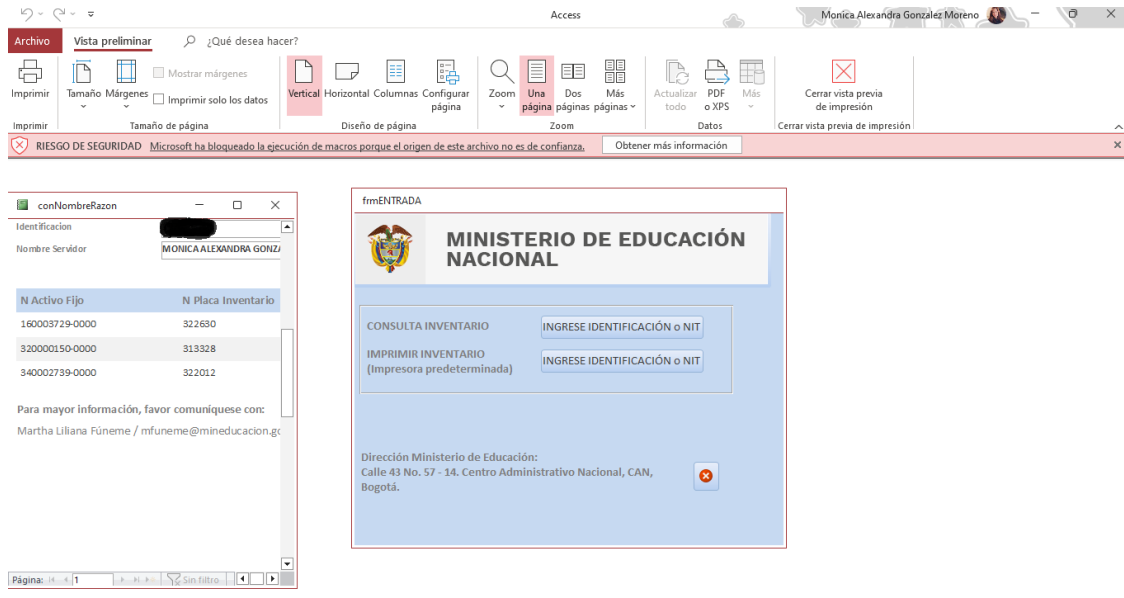 Access
Monica Alexandra Gonzalez Moreno
Archivo
Vista preliminar
¿Qué desea hacer?
Imprimir
Tamaño
Márgenes
Mostrar márgenes
Imprimir solo los datos
Vertical
Horizontal
Columnas
Configurar
página
Zoom
Una
página
Dos
páginas
Más
páginas
Actualizar
todo
PDF
o XPS
Más
Cerrar vista previa
de impresión
Imprimir
Tamaño de página
Diseño de página
Zoom
Datos
Cerrar vista previa de impresión
RIESGO DE SEGURIDAD Microsoft ha bloqueado la ejecución de macros porque el origen de este archivo no es de confianza. Obtener más información
conNombreRazon
Identificacion
Nombre Servidor MONICA ALEXANDRA GONZA
N Activo Fijo N Placa Inventario
160003729-0000 322630
320000150-0000 313328
340002739-0000 322012
Para mayor información, favor comuníquese con:
Martha Liliana Fúneme / mfuneme@mineducacion.go
Página: 1 Sin filtro
frmENTRADA
MINISTERIO DE EDUCACIÓN
NACIONAL
CONSULTA INVENTARIO INGRESE IDENTIFICACIÓN o NIT
IMPRIMIR INVENTARIO
(Impresora predeterminada) INGRESE IDENTIFICACIÓN o NIT
Dirección Ministerio de Educación:
Calle 43 No. 57 - 14. Centro Administrativo Nacional, CAN,
Bogotá.